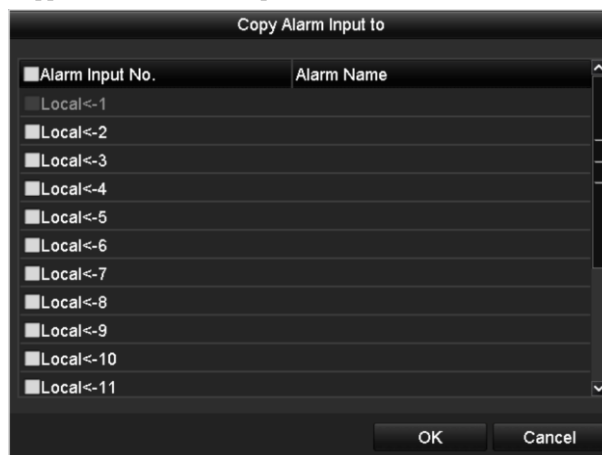 Copy Alarm Input to
Alarm Input No. Alarm Name
Local<-1
Local<-2
Local<-3
Local<-4
Local<-5
Local<-6
Local<-7
Local<-8
Local<-9
Local<-10
Local<-11
OK Cancel